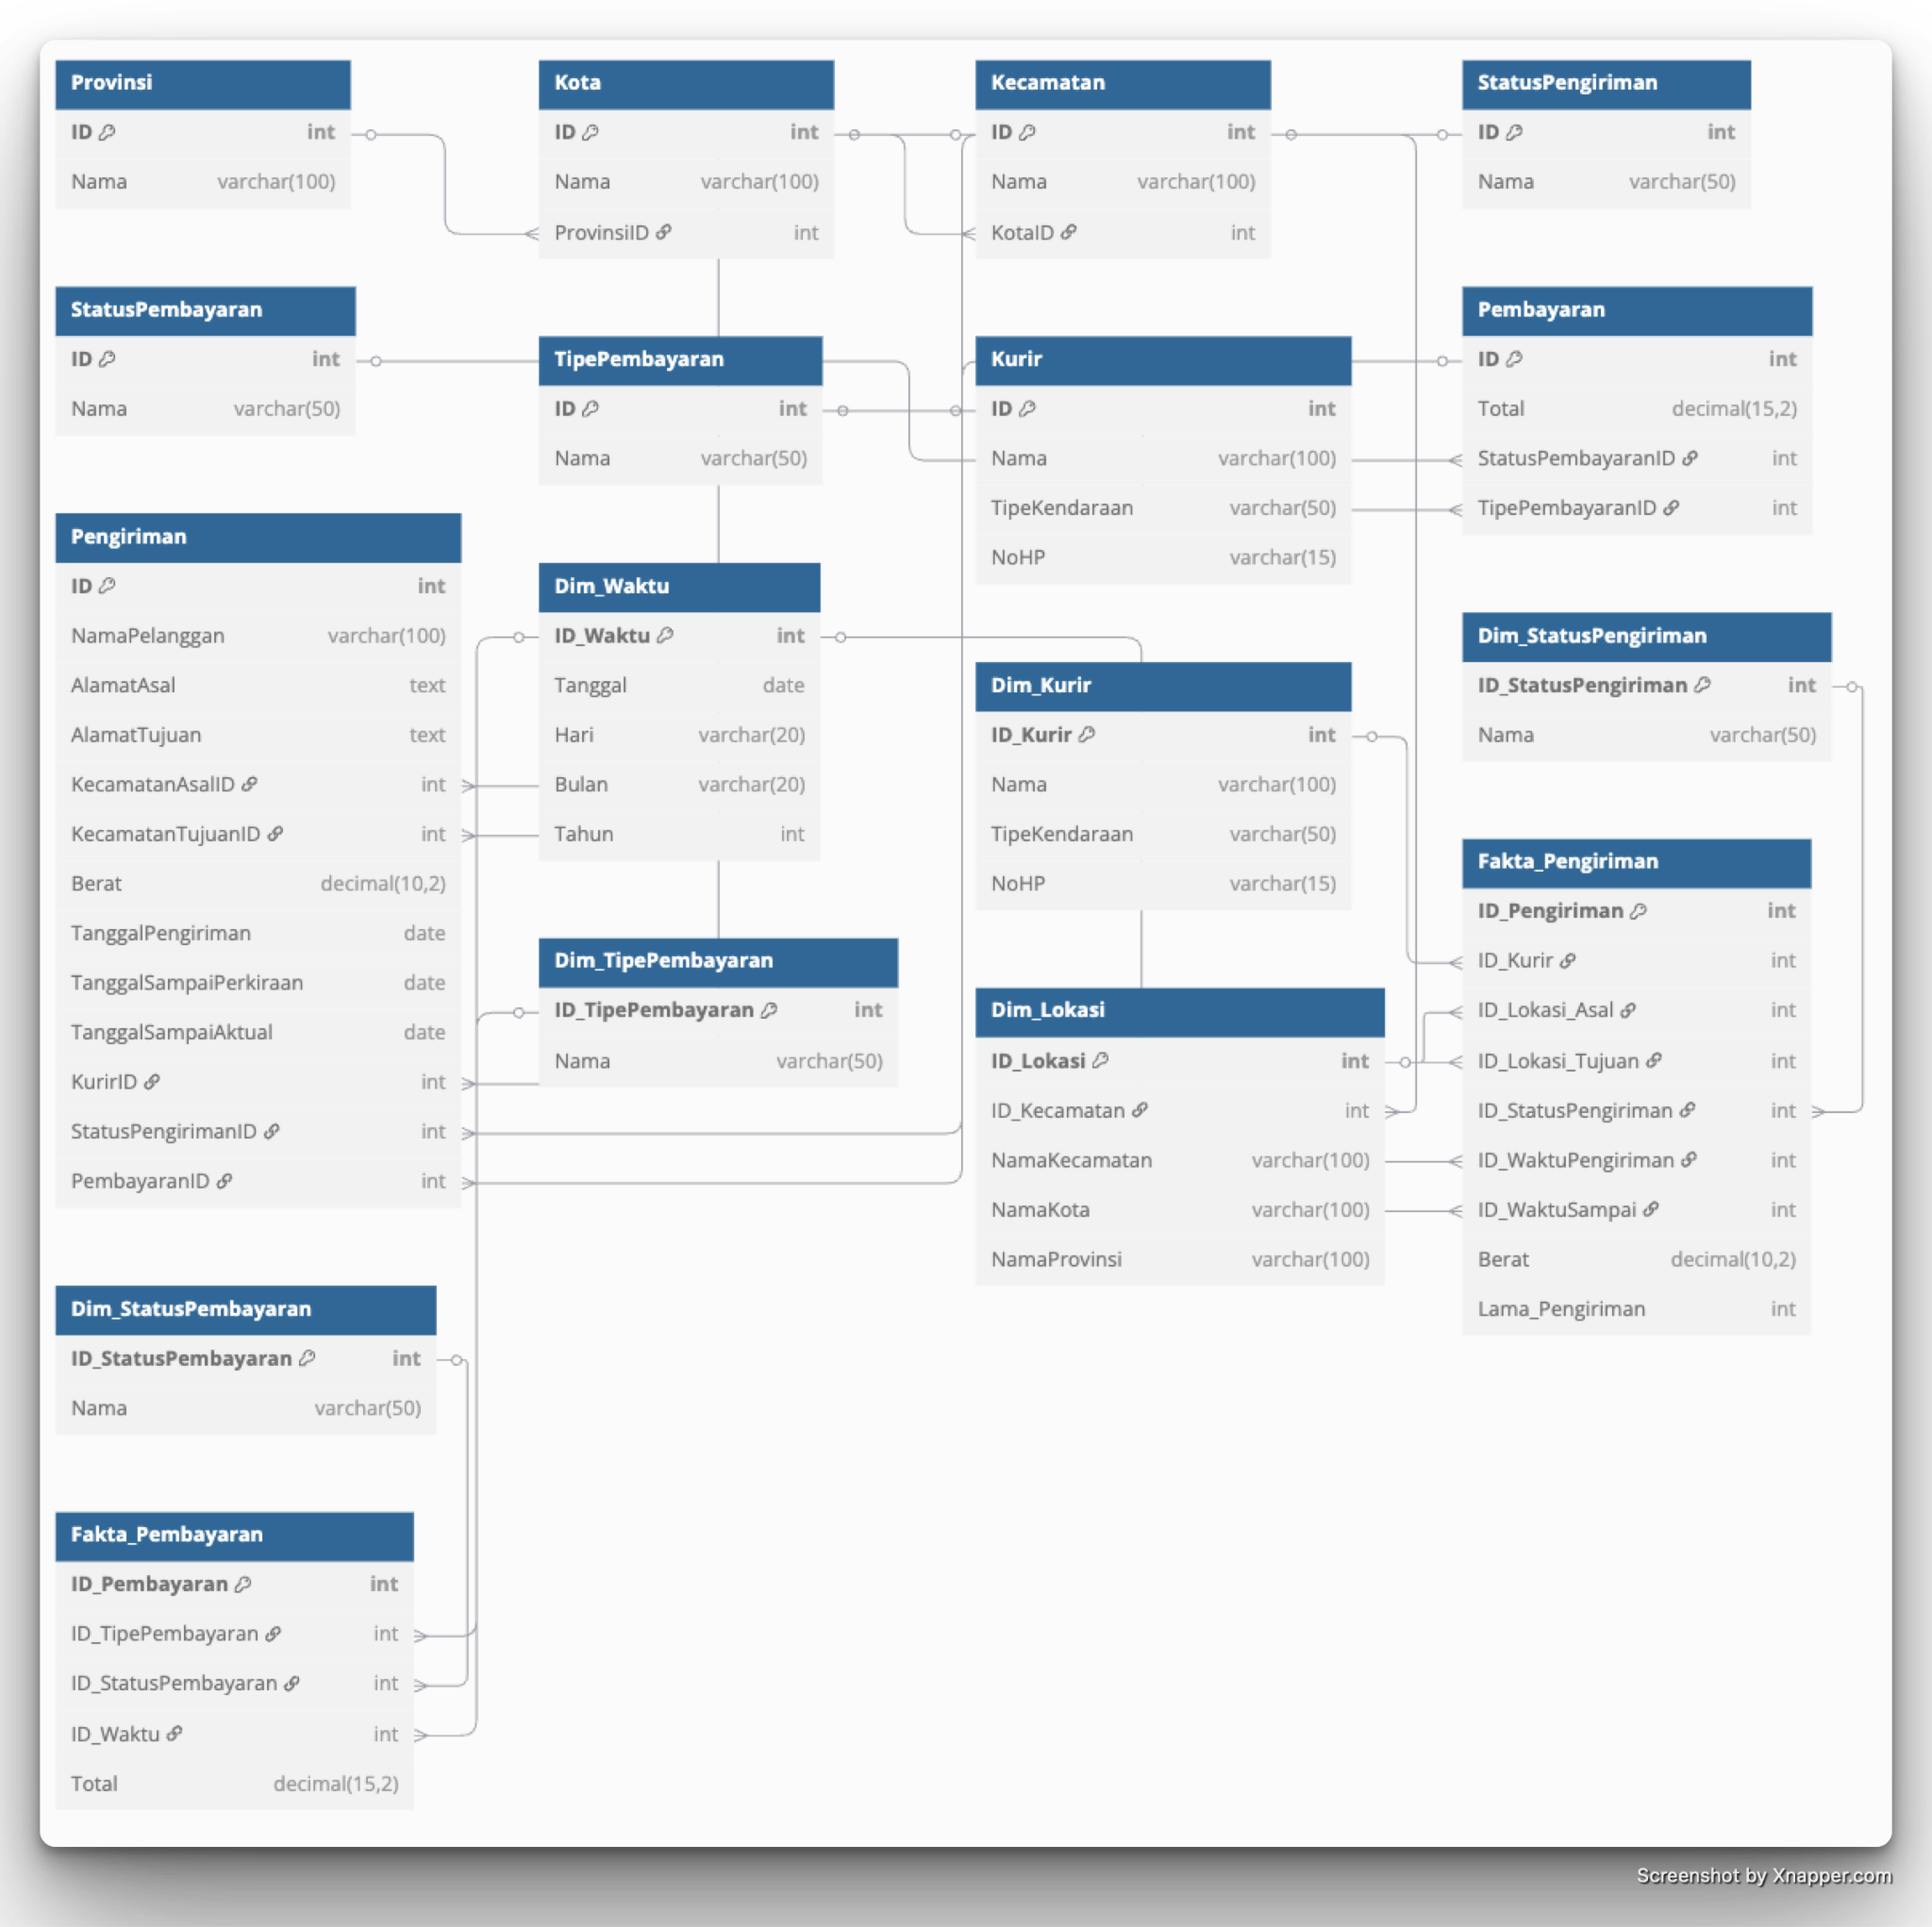 Provinsi
ID int
Nama varchar(100)
Kota
ID int
Nama varchar(100)
ProvinsiID int
Kecamatan
ID int
Nama varchar(100)
KotaID int
StatusPengiriman
ID int
Nama varchar(50)
StatusPembayaran
ID int
Nama varchar(50)
TipePembayaran
ID int
Nama varchar(50)
Kurir
ID int
Nama varchar(100)
TipeKendaraan varchar(50)
NoHP varchar(15)
Pembayaran
ID int
Total decimal(15,2)
StatusPembayaranID int
TipePembayaranID int
Pengiriman
ID int
NamaPelanggan varchar(100)
AlamatAsal text
AlamatTujuan text
KecamatanAsalID int
KecamatanTujuanID int
Berat decimal(10,2)
TanggalPengiriman date
TanggalSampaiPerkiraan date
TanggalSampaiAktual date
KurirID int
StatusPengirimanID int
PembayaranID int
Dim_Waktu
ID_Waktu int
Tanggal date
Hari varchar(20)
Bulan varchar(20)
Tahun int
Dim_Kurir
ID_Kurir int
Nama varchar(100)
TipeKendaraan varchar(50)
NoHP varchar(15)
Dim_StatusPengiriman
ID_StatusPengiriman int
Nama varchar(50)
Dim_TipePembayaran
ID_TipePembayaran int
Nama varchar(50)
Dim_Lokasi
ID_Lokasi int
ID_Kecamatan int
NamaKecamatan varchar(100)
NamaKota varchar(100)
NamaProvinsi varchar(100)
Fakta_Pengiriman
ID_Pengiriman int
ID_Kurir int
ID_Lokasi_Asal int
ID_Lokasi_Tujuan int
ID_StatusPengiriman int
ID_WaktuPengiriman int
ID_WaktuSampai int
Berat decimal(10,2)
Lama_Pengiriman int
Dim_StatusPembayaran
ID_StatusPembayaran int
Nama varchar(50)
Fakta_Pembayaran
ID_Pembayaran int
ID_TipePembayaran int
ID_StatusPembayaran int
ID_Waktu int
Total decimal(15,2)
Screenshot by Xnapper.com